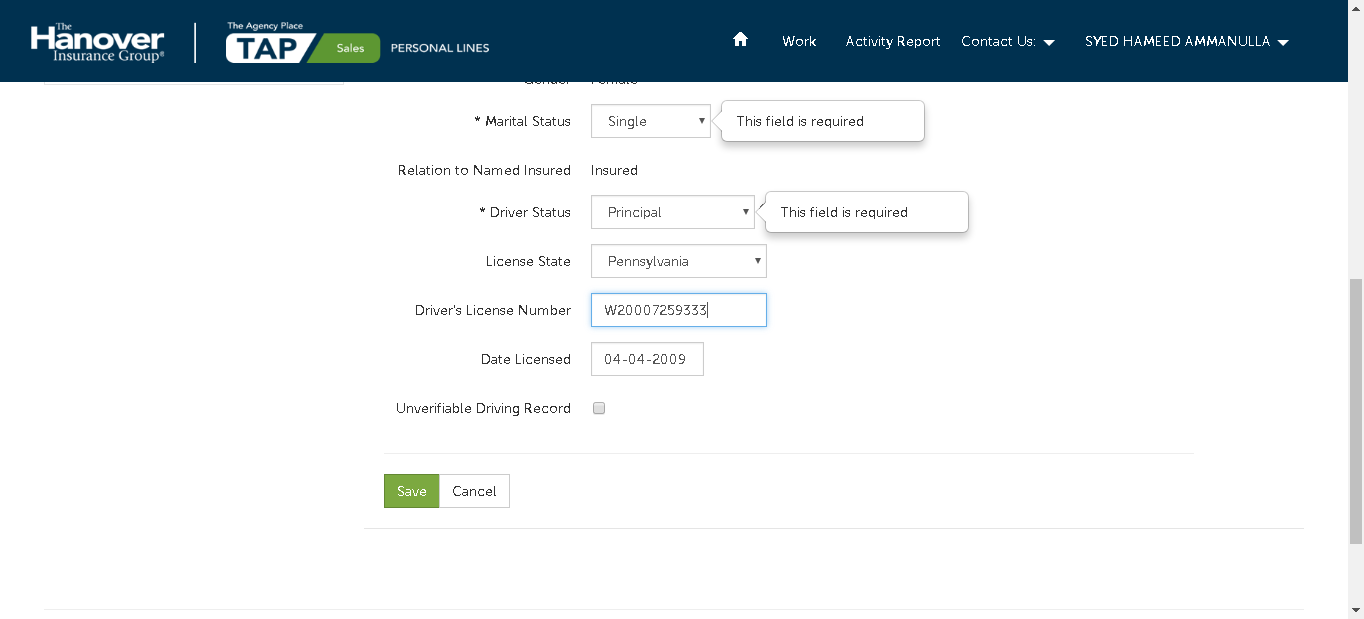 The Hanover Insurance Group®
The Agency Place
TAP Sales PERSONAL LINES
Work Activity Report Contact Us: SYED HAMEED AMMANULLA
Gender Female
* Marital Status Single This field is required
Relation to Named Insured Insured
* Driver Status Principal This field is required
License State Pennsylvania
Driver's License Number W20007259333
Date Licensed 04-04-2009
Unverifiable Driving Record
Save Cancel